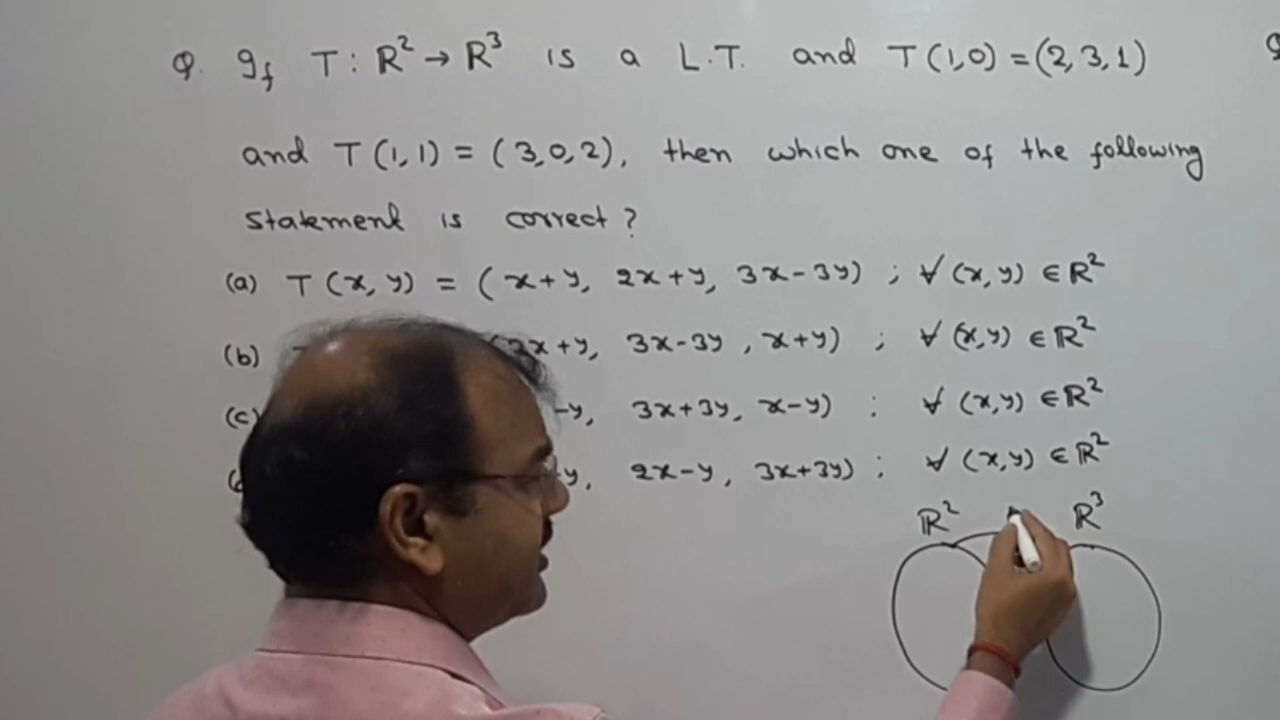 Q. If T : R² → R³ is a L.T. and T(1,0) = (2,3,1)
and T(1,1) = (3,0,2), then which one of the following
statement is correct?
(a) T(x,y) = (x+y, 2x+y, 3x-3y) ; ∀ (x,y) ∈ R²
(b) x+y, 3x-3y, x+y) ; ∀ (x,y) ∈ R²
(c) -y, 3x+3y, x-y) ; ∀ (x,y) ∈ R²
y, 2x-y, 3x+3y) ; ∀ (x,y) ∈ R²
R² R³